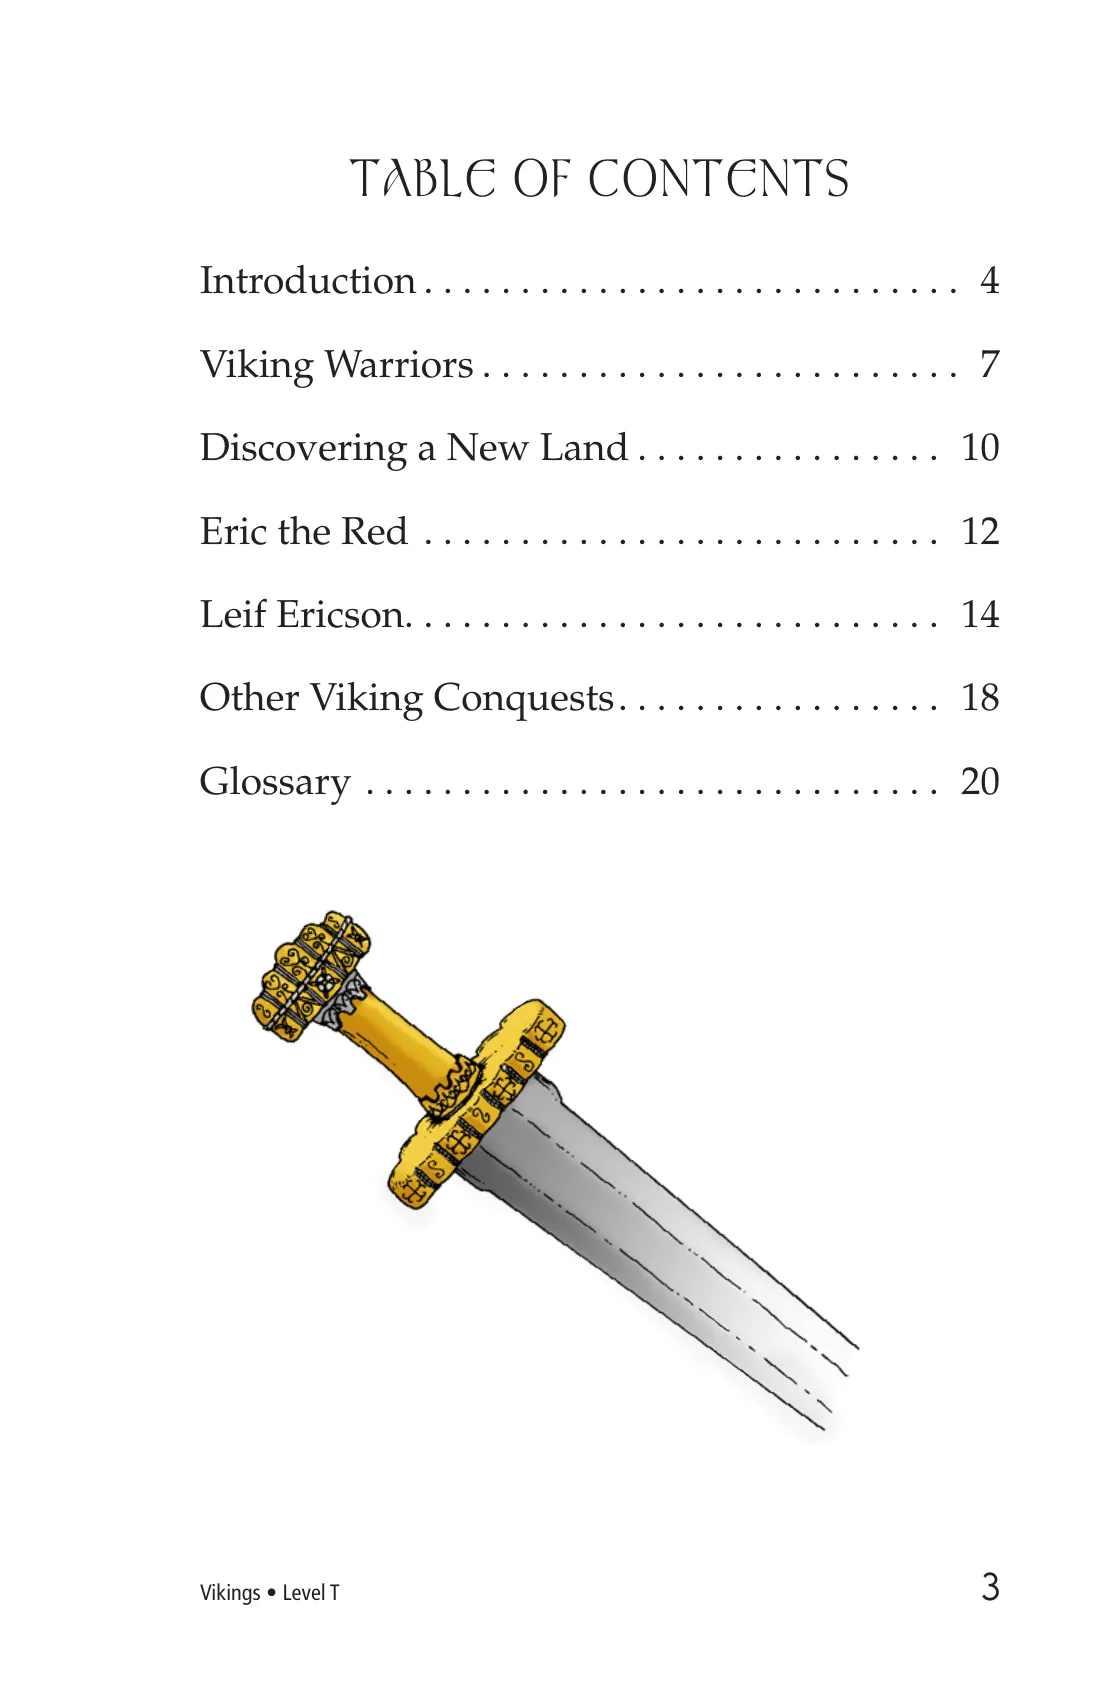 TABLE OF CONTENTS
Introduction . . . . . . . . . . . . . . . . . . . . . . . . . . . . 4
Viking Warriors . . . . . . . . . . . . . . . . . . . . . . . . . 7
Discovering a New Land . . . . . . . . . . . . . . . . 10
Eric the Red . . . . . . . . . . . . . . . . . . . . . . . . . . . 12
Leif Ericson. . . . . . . . . . . . . . . . . . . . . . . . . . . . 14
Other Viking Conquests . . . . . . . . . . . . . . . . . 18
Glossary . . . . . . . . . . . . . . . . . . . . . . . . . . . . . . 20
Vikings • Level T 3